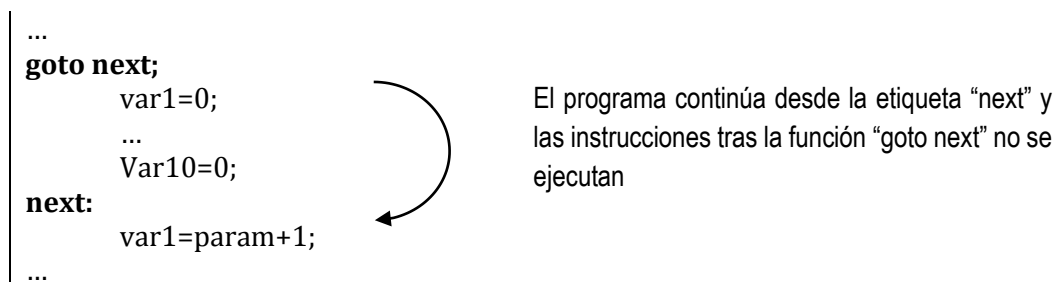 ...
goto next;
var1=0;
...
Var10=0;
next:
var1=param+1;
...
El programa continúa desde la etiqueta “next” y
las instrucciones tras la función “goto next” no se
ejecutan